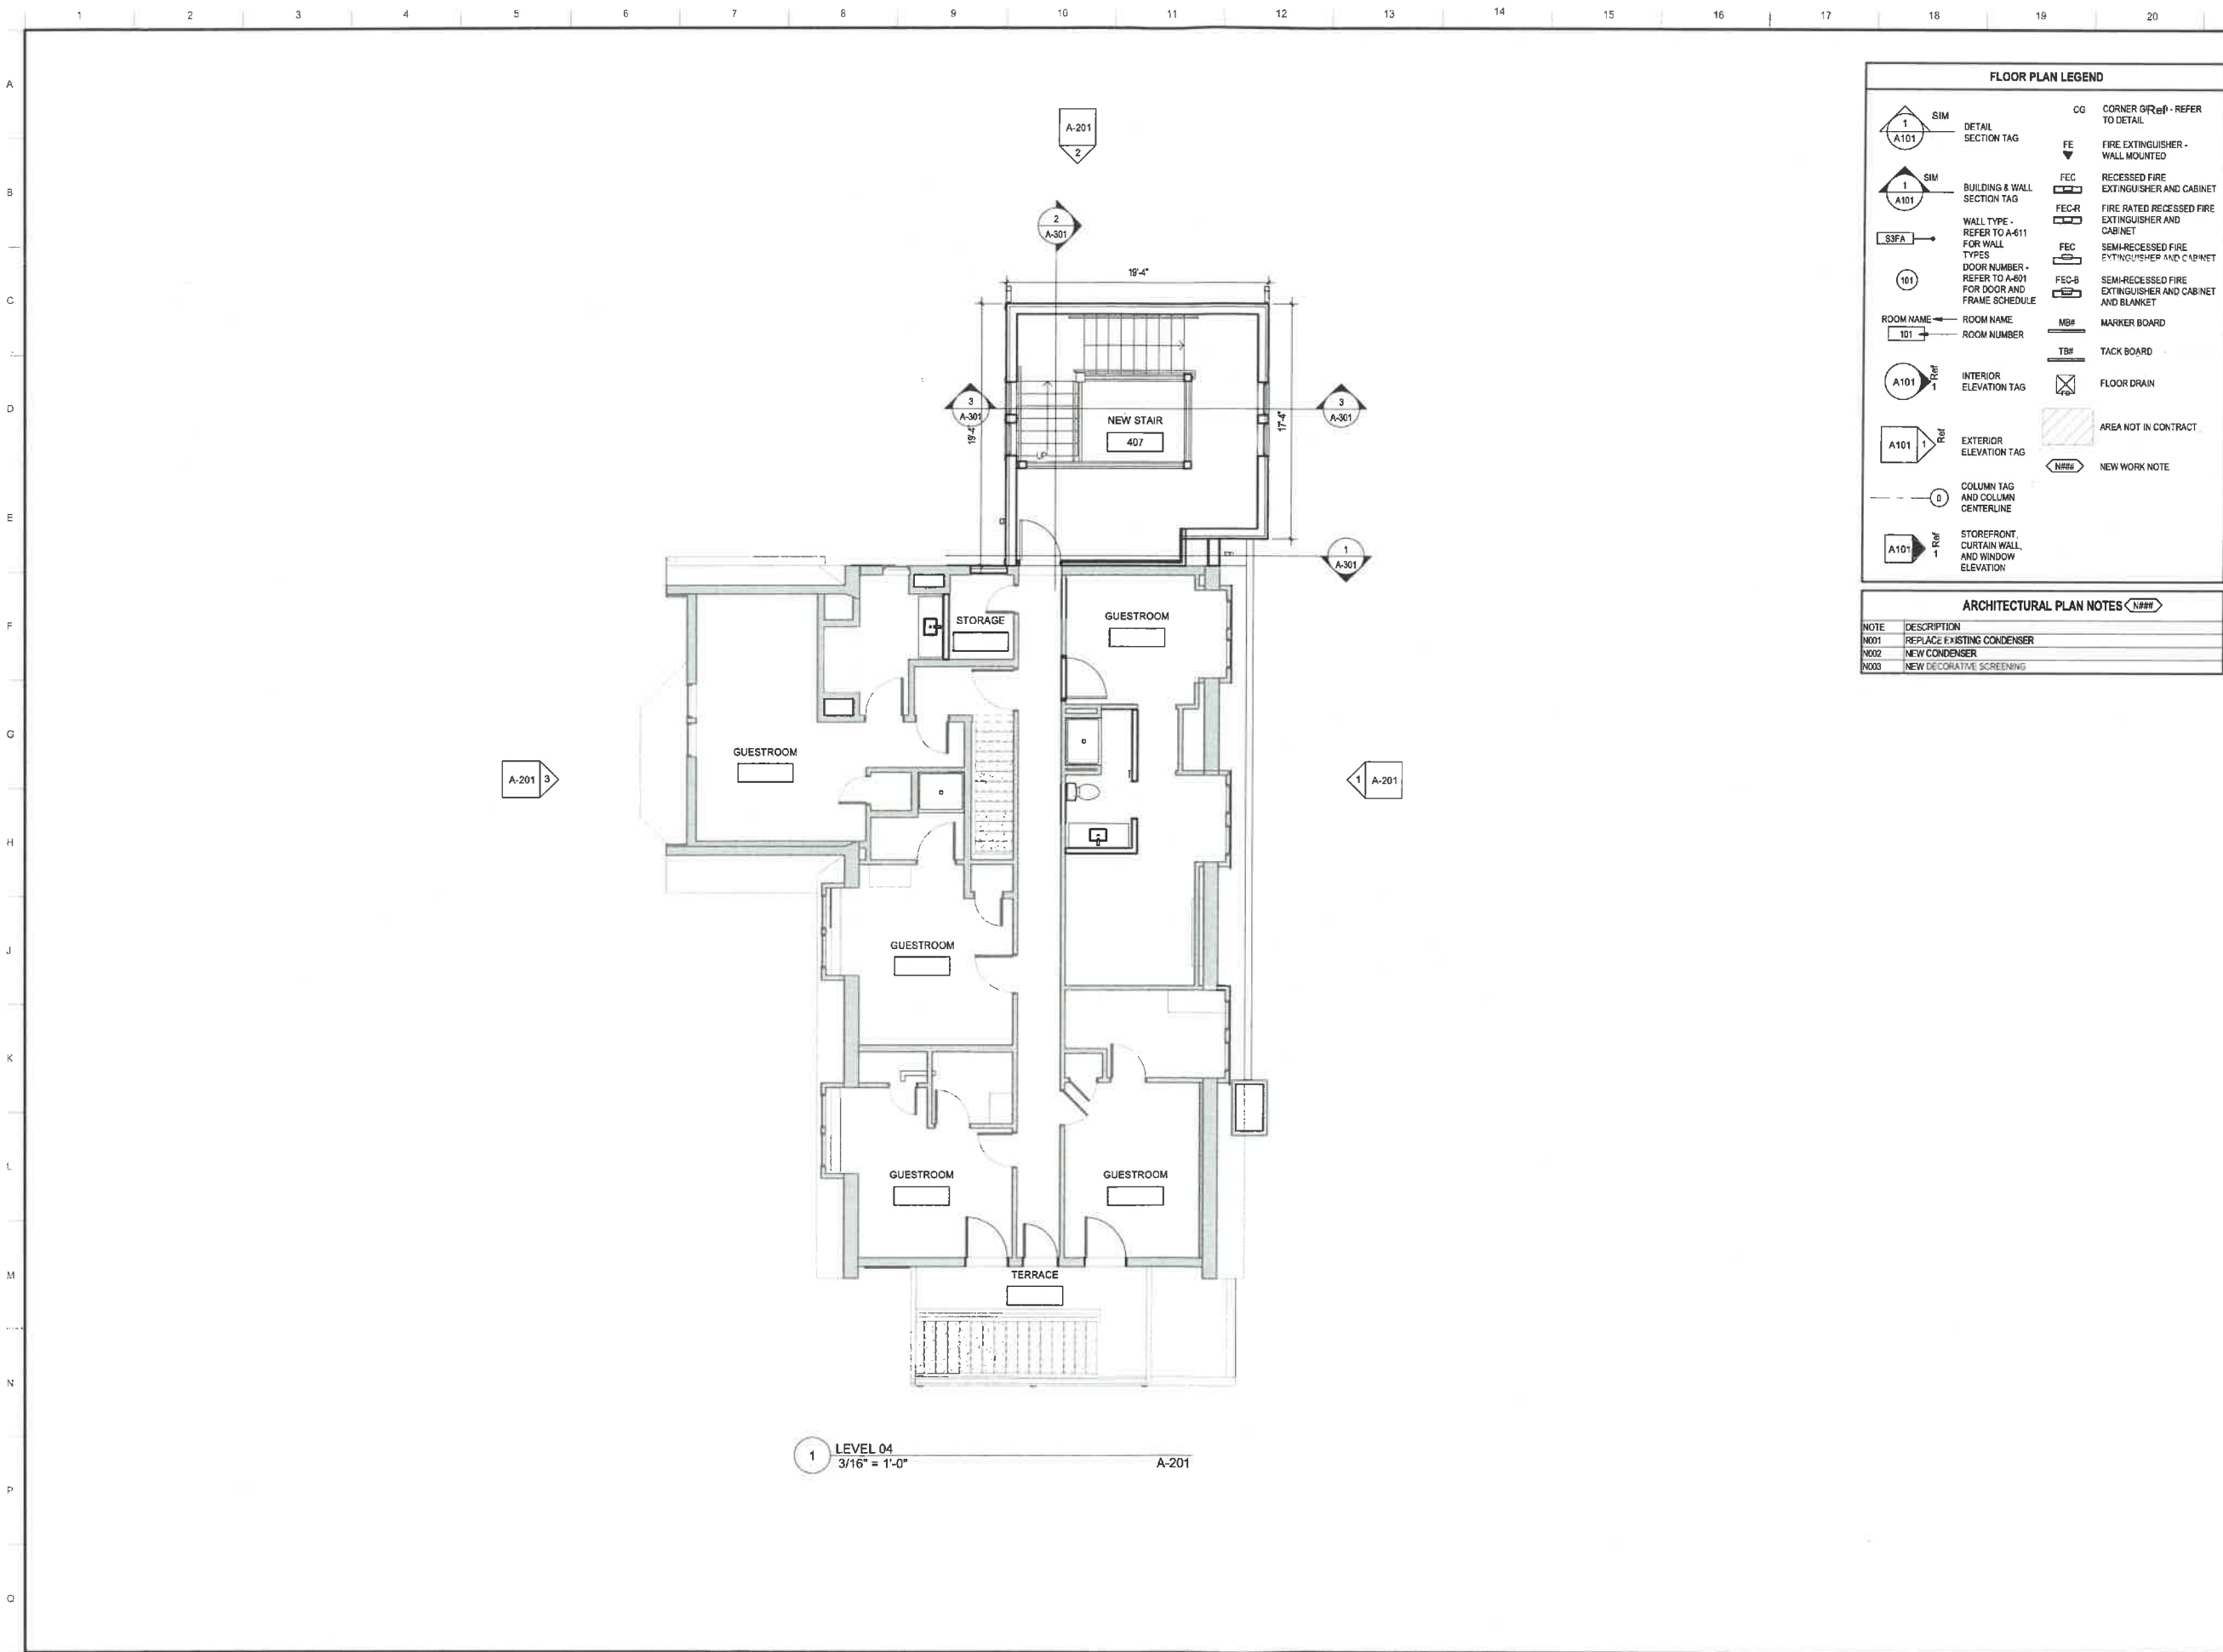 1 2 3 4 5 6 7 8 9 10 11 12 13 14 15 16 17 18 19 20
A
B
C
D
E
F
G
H
J
K
L
M
N
P
Q
A-201
2
2
A-301
19'-4"
3
A-301
3
A-301
19'-4"
17'-4"
NEW STAIR
407
UP
1
A-301
STORAGE
GUESTROOM
GUESTROOM
A-201 3
1 A-201
GUESTROOM
GUESTROOM
GUESTROOM
TERRACE
1
LEVEL 04
3/16" = 1'-0"
A-201
FLOOR PLAN LEGEND
1
A101
SIM
DETAIL
SECTION TAG
1
A101
SIM
BUILDING & WALL
SECTION TAG
S3FA
WALL TYPE -
REFER TO A-611
FOR WALL
TYPES
101
DOOR NUMBER -
REFER TO A-601
FOR DOOR AND
FRAME SCHEDULE
ROOM NAME
ROOM NAME
101
ROOM NUMBER
A101
1
Ref
INTERIOR
ELEVATION TAG
A101
1
Ref
EXTERIOR
ELEVATION TAG
0
COLUMN TAG
AND COLUMN
CENTERLINE
A101
1
Ref
STOREFRONT,
CURTAIN WALL,
AND WINDOW
ELEVATION
CG
CORNER G Ref - REFER
TO DETAIL
FE
FIRE EXTINGUISHER -
WALL MOUNTED
FEC
RECESSED FIRE
EXTINGUISHER AND CABINET
FEC-R
FIRE RATED RECESSED FIRE
EXTINGUISHER AND
CABINET
FEC
SEMI-RECESSED FIRE
EXTINGUISHER AND CABINET
FEC-B
SEMI-RECESSED FIRE
EXTINGUISHER AND CABINET
AND BLANKET
MB#
MARKER BOARD
TB#
TACK BOARD
FLOOR DRAIN
AREA NOT IN CONTRACT
N###
NEW WORK NOTE
ARCHITECTURAL PLAN NOTES N###
NOTE DESCRIPTION
N001 REPLACE EXISTING CONDENSER
N002 NEW CONDENSER
N003 NEW DECORATIVE SCREENING